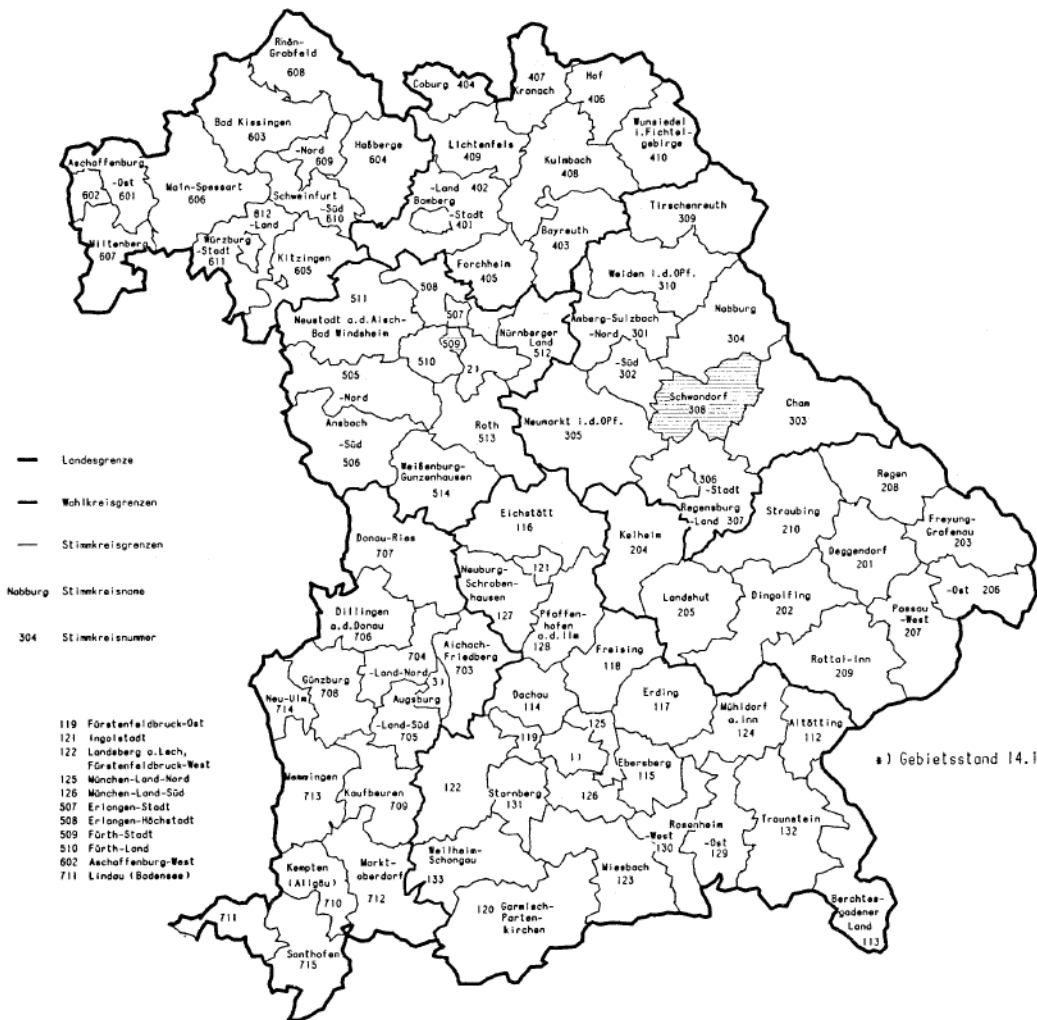 Rhön-
Grabfeld
608
Coburg 404
407
Kronach
Hof
406
Bad Kissingen
603
-Nord
609
Haßberge
604
Lichtenfels
409
Kulmbach
408
Wunsiedel
i.Fichtel-
gebirge
410
Aschaffenburg
602
-Ost
601
Main-Spessart
606
Schweinfurt
-Süd
610
-Land 402
Bamberg
-Stadt
401
Tirschenreuth
309
Miltenberg
607
612
-Land
Würzburg
-Stadt
611
Kitzingen
605
Bayreuth
403
Forchheim
405
Weiden i.d.OPf.
310
511
Neustadt a.d.Aisch-
Bad Windsheim
508
507
509
510
2)
Nürnberger
Land
512
Amberg-Sulzbach
-Nord 301
-Süd
302
Nabburg
304
505
-Nord
Ansbach
-Süd
506
Roth
513
Neumarkt i.d.OPf.
305
Schwandorf
308
Cham
303
Weißenburg-
Gunzenhausen
514
306
-Stadt
Regensburg
-Land 307
Regen
208
Straubing
210
Freyung-
Grafenau
203
Eichstätt
116
Kelheim
204
Deggendorf
201
Donau-Ries
707
Neuburg-
Schroben-
hausen
127
121
Landshut
205
Dingolfing
202
Passau
-West
207
-Ost 206
Dillingen
a.d.Donau
706
Pfaffen-
hofen
a.d.Ilm
128
Aichach-
Friedberg
703
Freising
118
Rottal-Inn
209
704
-Land-Nord
3)
Augsburg
-Land-Süd
705
Günzburg
708
Neu-Ulm
714
Dachau
114
Erding
117
Mühldorf
a.Inn
124
Altötting
112
119
125
1)
126
Ebersberg
115
Memmingen
713
Kaufbeuren
709
122
Starnberg
131
Rosenheim
-West
130
-Ost
129
Traunstein
132
Weilheim-
Schongau
133
Miesbach
123
Kempten
(Allgäu)
710
Markt-
oberdorf
712
120 Garmisch-
Parten-
kirchen
Berchtes-
gadener
Land
113
711
Sonthofen
715
Landesgrenze
Wahlkreisgrenzen
Stimmkreisgrenzen
Nabburg Stimmkreisname
304 Stimmkreisnummer
119 Fürstenfeldbruck-Ost
121 Ingolstadt
122 Landsberg a.Lech,
Fürstenfeldbruck-West
125 München-Land-Nord
126 München-Land-Süd
507 Erlangen-Stadt
508 Erlangen-Höchstadt
509 Fürth-Stadt
510 Fürth-Land
602 Aschaffenburg-West
711 Lindau (Bodensee)
*) Gebietsstand 14.1